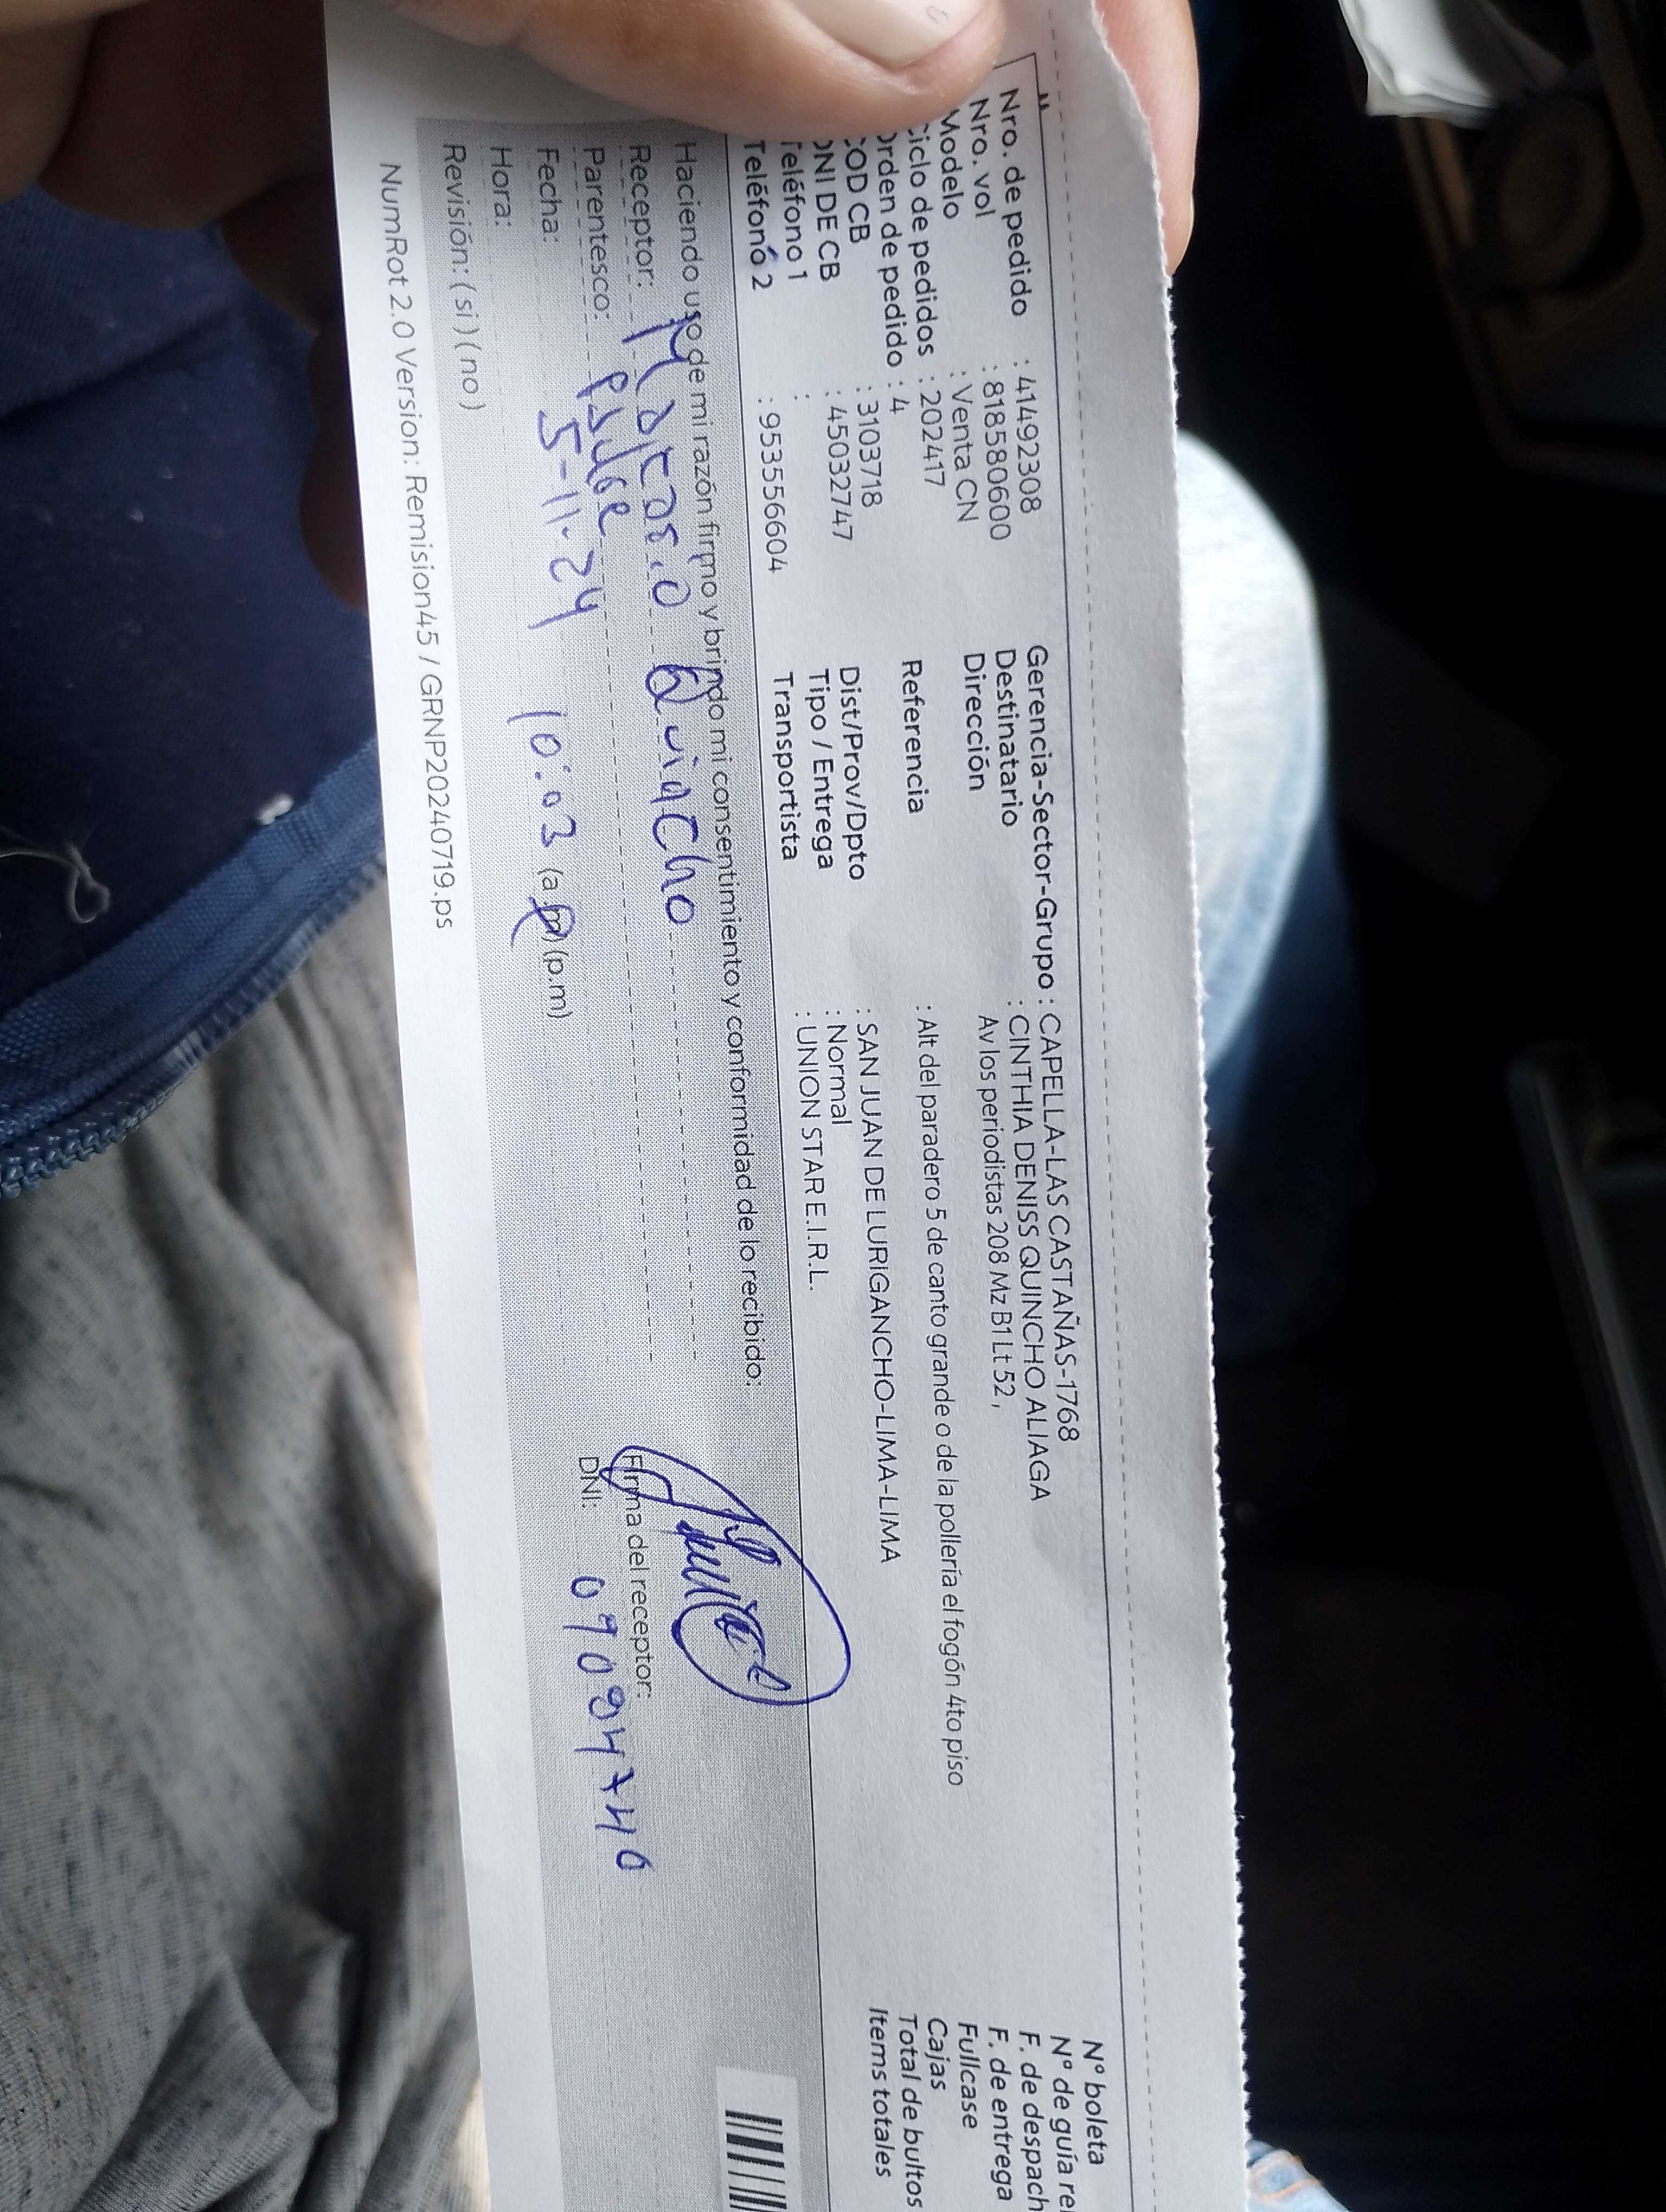 Nro. de pedido : 41492308
Nro. vol : 818580600
Modelo : Venta CN
Ciclo de pedidos : 202417
Orden de pedido : 4
COD CB : 3103718
DNI DE CB : 45032747
Teléfono 1 :
Teléfono 2 : 953556604
Gerencia-Sector-Grupo : CAPELLA-LAS CASTAÑAS-1768
Destinatario : CINTHIA DENISS QUINCHO ALIAGA
Dirección Av los periodistas 208 Mz B1 Lt 52 ,
Referencia : Alt del paradero 5 de canto grande o de la pollería el fogón 4to piso
Dist/Prov/Dpto : SAN JUAN DE LURIGANCHO-LIMA-LIMA
Tipo / Entrega : Normal
Transportista : UNION STAR E.I.R.L.
N° boleta
N° de guía re
F. de despach
F. de entrega
Fullcase
Cajas
Total de bultos
Items totales
Haciendo uso de mi razón firmo y brindo mi consentimiento y conformidad de lo recibido:
Receptor:
Parentesco: Padre
Fecha: 5-11-24
Hora: 10:03 (a.m) (p.m)
Revisión: ( si ) ( no )
Firma del receptor:
DNI:
NumRot 2.0 Version: Remision45 / GRNP20240719.ps